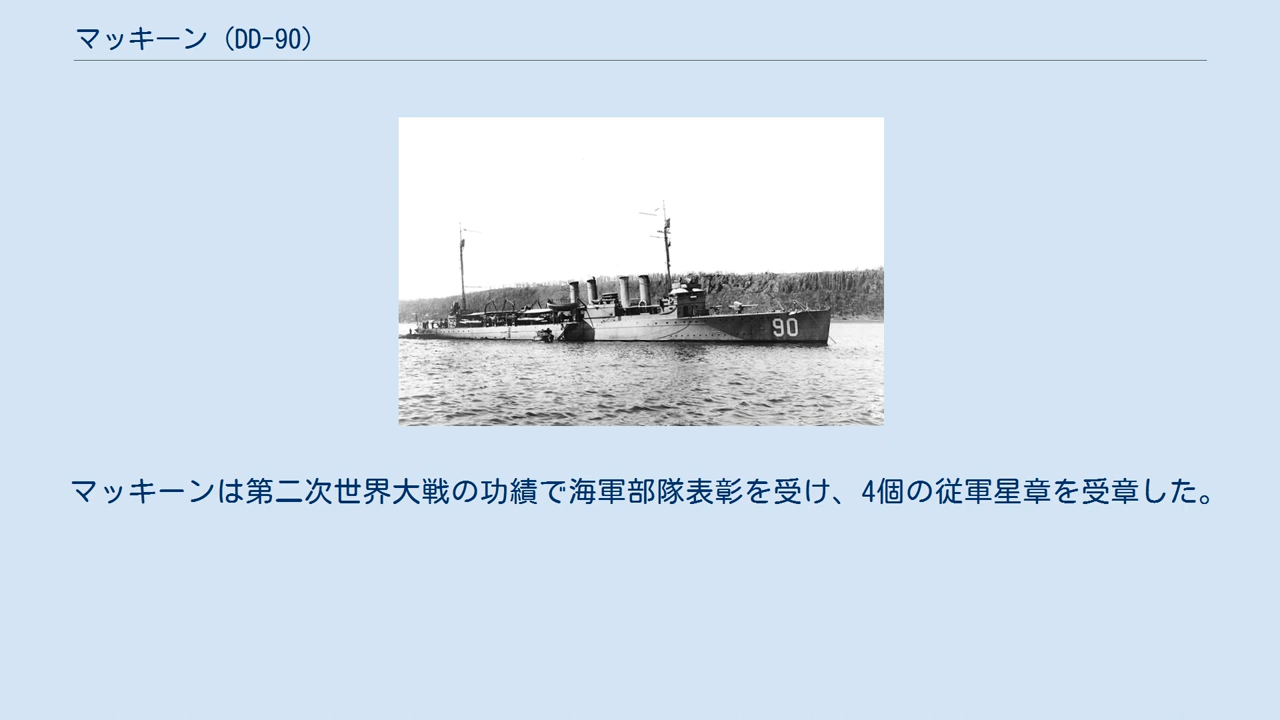 マッキーン（DD-90）
90
マッキーンは第二次世界大戦の功績で海軍部隊表彰を受け、4個の従軍星章を受章した。